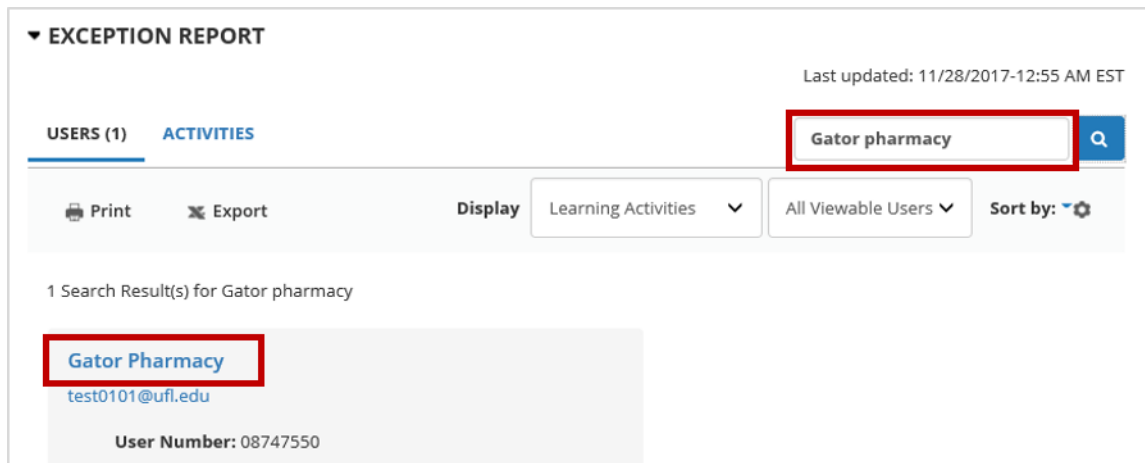 EXCEPTION REPORT
Last updated: 11/28/2017-12:55 AM EST
USERS (1) ACTIVITIES Gator pharmacy
Print Export Display Learning Activities All Viewable Users Sort by:
1 Search Result(s) for Gator pharmacy
Gator Pharmacy
test0101@ufl.edu
User Number: 08747550